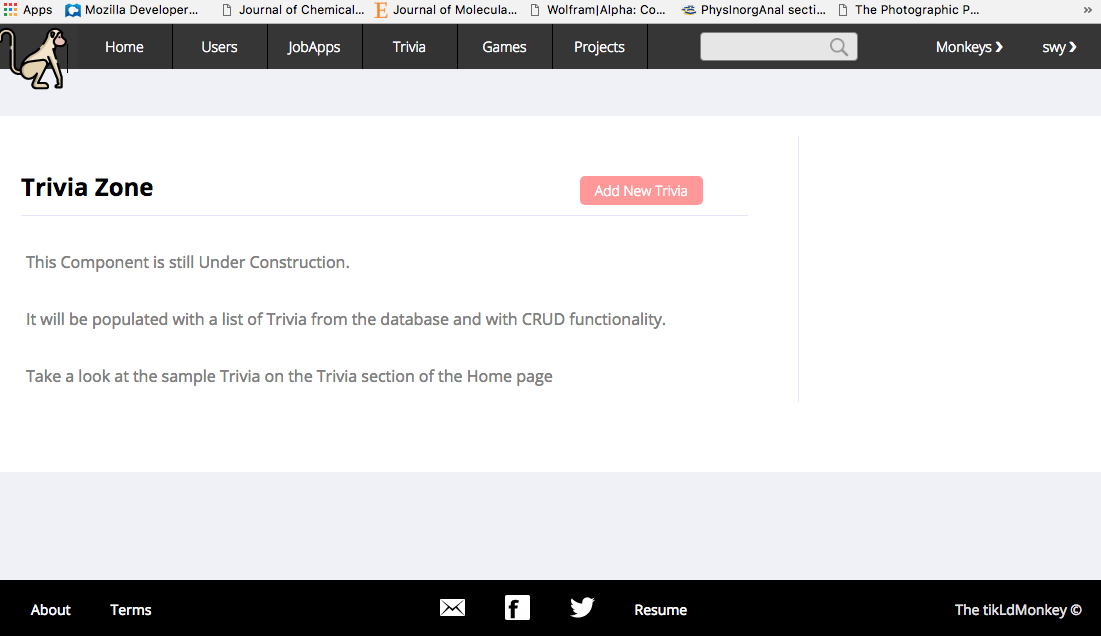 Apps Mozilla Developer... Journal of Chemical... E Journal of Molecula... Wolfram|Alpha: Co... PhysInorgAnal secti... The Photographic P... »
Home Users JobApps Trivia Games Projects Monkeys ❯ swy ❯
Trivia Zone Add New Trivia
This Component is still Under Construction.
It will be populated with a list of Trivia from the database and with CRUD functionality.
Take a look at the sample Trivia on the Trivia section of the Home page
About Terms f Resume The tikLdMonkey ©